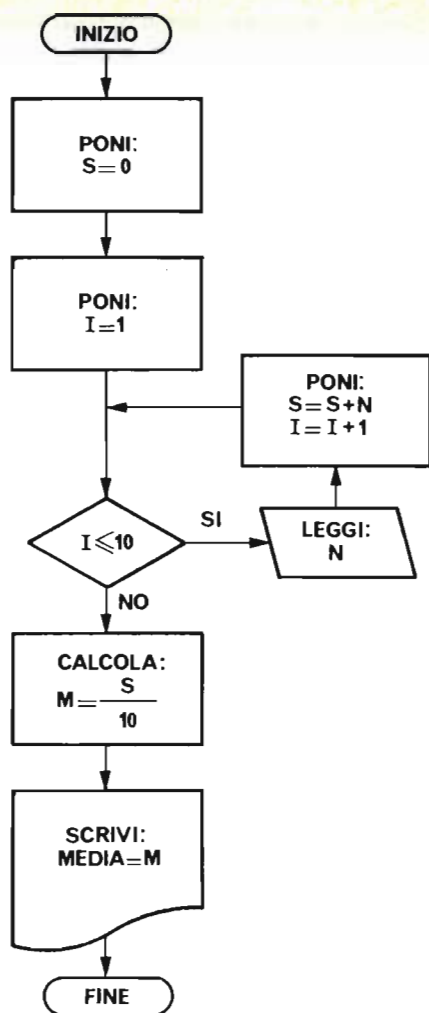 INIZIO
PONI:
S=0
PONI:
I=1
PONI:
S=S+N
I=I+1
I⩽10
SI
LEGGI:
N
NO
CALCOLA:
M=S
10
SCRIVI:
MEDIA=M
FINE